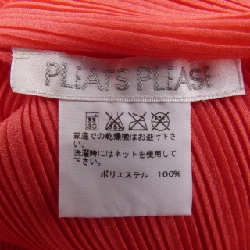 PLEATS PLEASE
家庭での乾燥機はお避け下さい
洗濯時にはネットを使用して
下さい
ポリエステル 100%